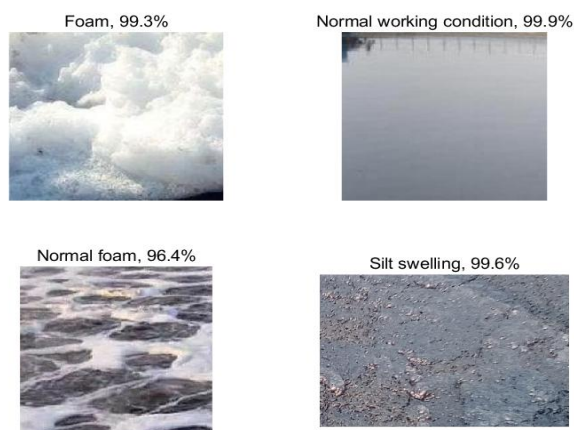 Foam, 99.3%
Normal working condition, 99.9%
Normal foam, 96.4%
Silt swelling, 99.6%